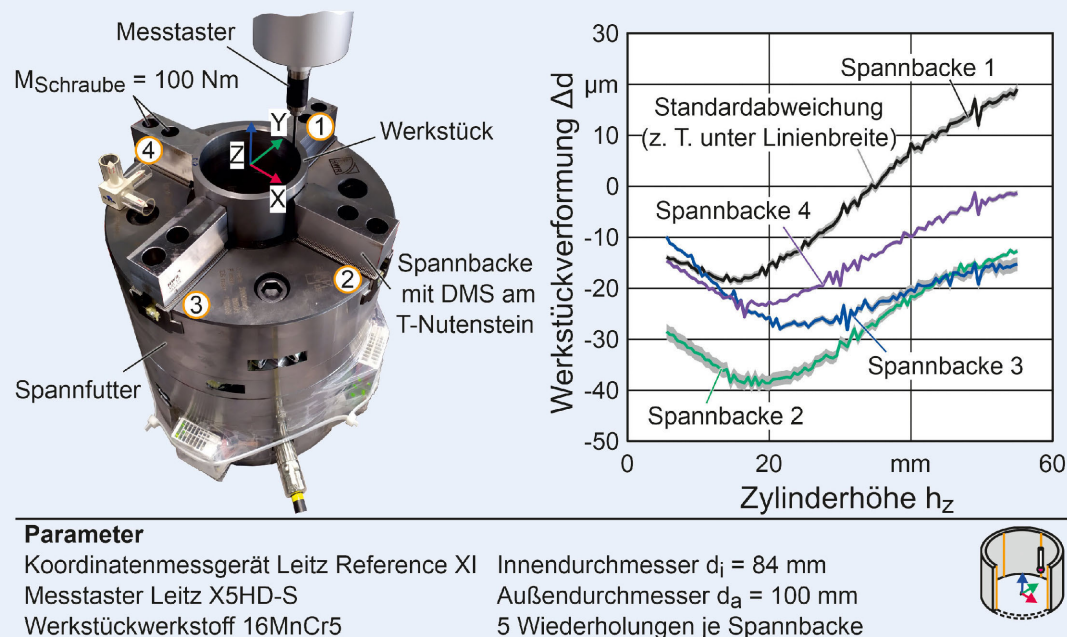 Messtaster
M_Schraube = 100 Nm
1
Werkstück
4
Y
Z
X
2
3
Spannbacke
mit DMS am
T-Nutenstein
Spannfutter
Werkstückverformung Δd
30
µm
10
0
-10
-20
-30
-40
-50
Spannbacke 1
Standardabweichung
(z. T. unter Linienbreite)
Spannbacke 4
Spannbacke 3
Spannbacke 2
0 20 mm 60
Zylinderhöhe h_z
Parameter
Koordinatenmessgerät Leitz Reference XI
Messtaster Leitz X5HD-S
Werkstückwerkstoff 16MnCr5
Innendurchmesser d_i = 84 mm
Außendurchmesser d_a = 100 mm
5 Wiederholungen je Spannbacke